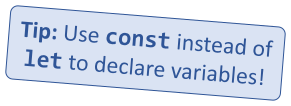 Tip: Use const instead of
let to declare variables!